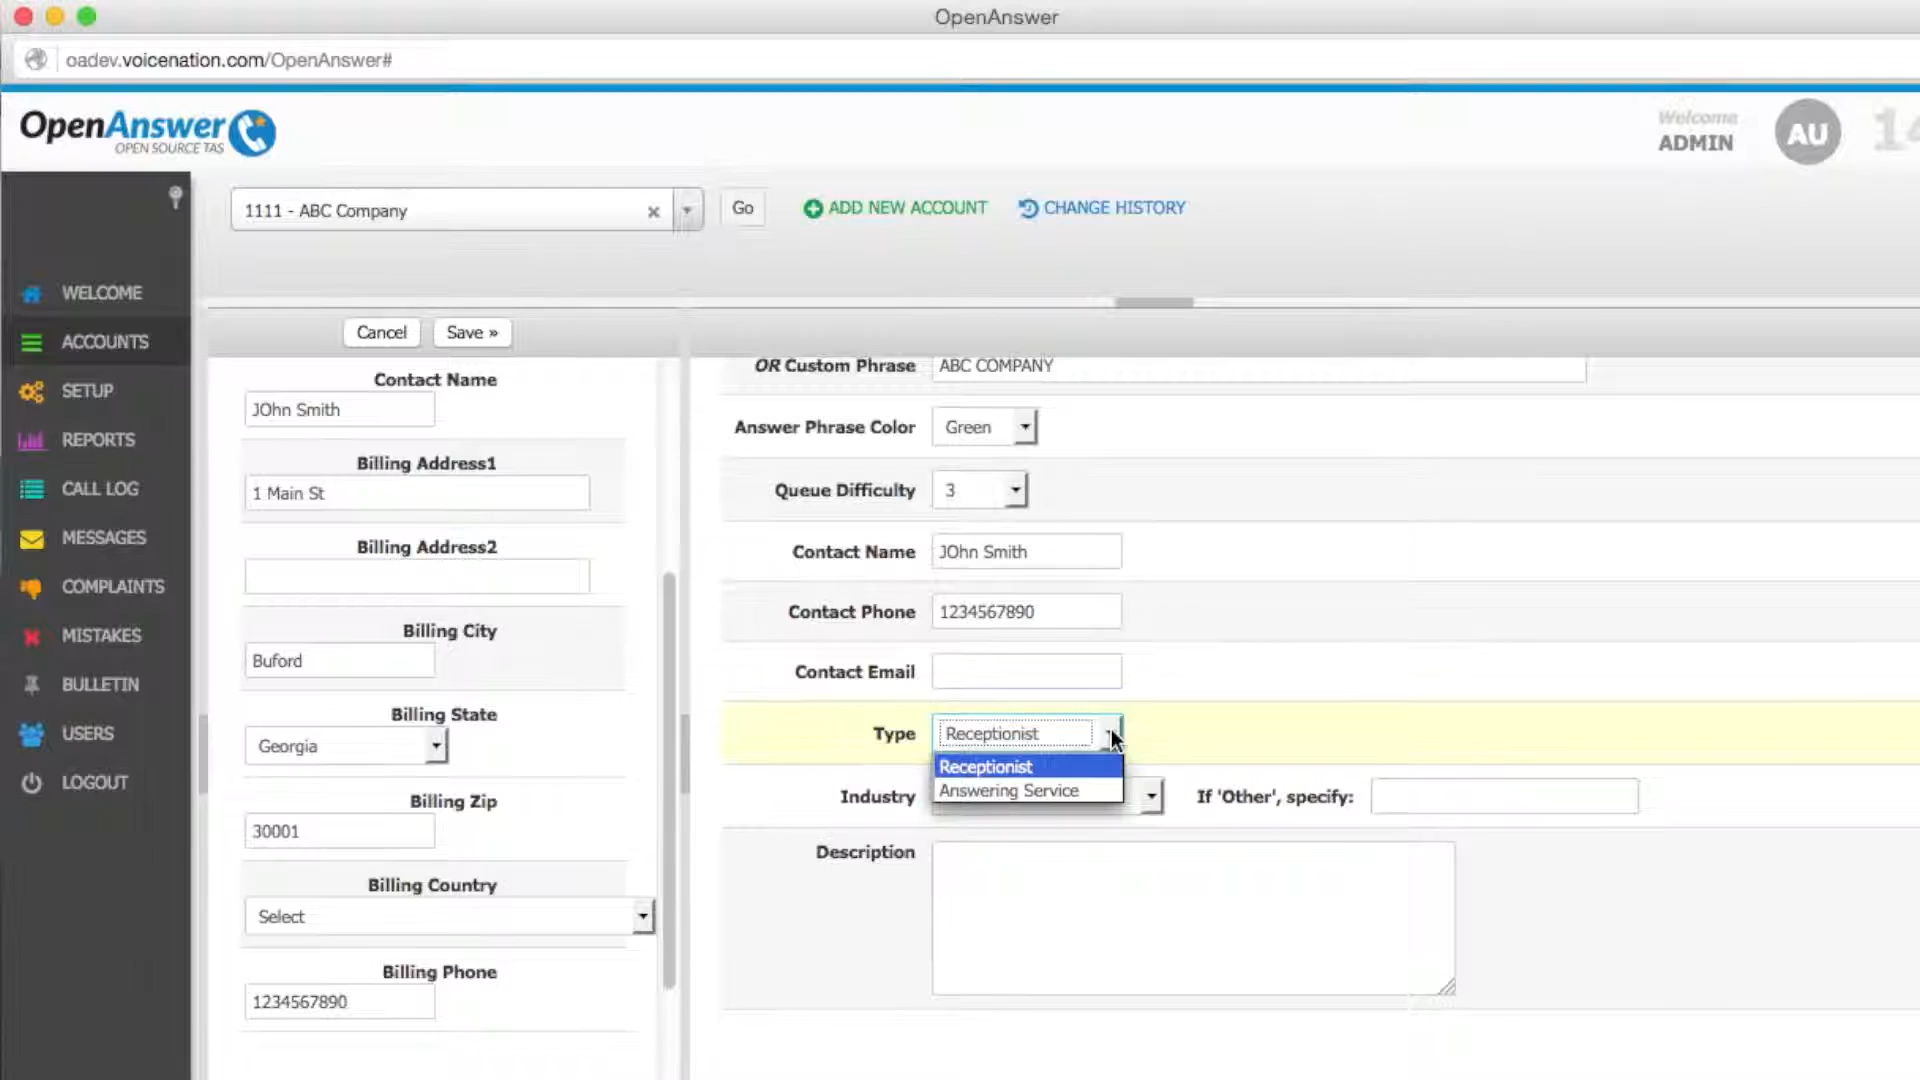 OpenAnswer
oadev.voicenation.com/OpenAnswer#
OpenAnswer
OPEN SOURCE TAS
Welcome
ADMIN
AU
14
1111 - ABC Company
Go
ADD NEW ACCOUNT
CHANGE HISTORY
WELCOME
ACCOUNTS
SETUP
REPORTS
CALL LOG
MESSAGES
COMPLAINTS
MISTAKES
BULLETIN
USERS
LOGOUT
Cancel
Save »
Contact Name
JOhn Smith
Billing Address1
1 Main St
Billing Address2
Billing City
Buford
Billing State
Georgia
Billing Zip
30001
Billing Country
Select
Billing Phone
1234567890
OR Custom Phrase ABC COMPANY
Answer Phrase Color Green
Queue Difficulty 3
Contact Name JOhn Smith
Contact Phone 1234567890
Contact Email
Type Receptionist
Receptionist
Answering Service
Industry If 'Other', specify:
Description